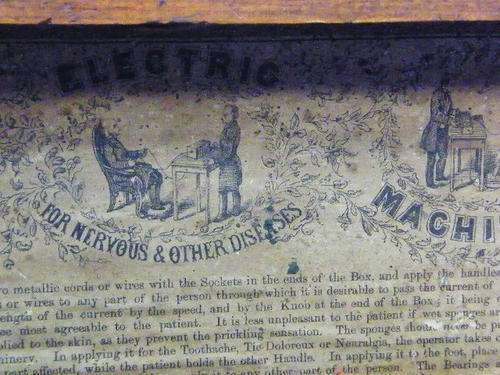 ELECTRIC
MACHI
FOR NERVOUS & OTHER DISEASES
metallic cords or wires with the Sockets in the ends of the Box, and apply the handle
or wires to any part of the person through which it is desirable to pass the current of
of the current by the speed, and by the Knob at the end of the Box; it being
most agreeable to the patient. It is less unpleasant to the patient if wet sponges
to the skin, as they prevent the prickling sensation. The sponges should never be
In applying it for the Toothache, Tic Doloreux or Neuralgia, the operator takes
part affected, while the patient holds the other Handle. In applying it to the foot, place
any other part of the person. The Bearings